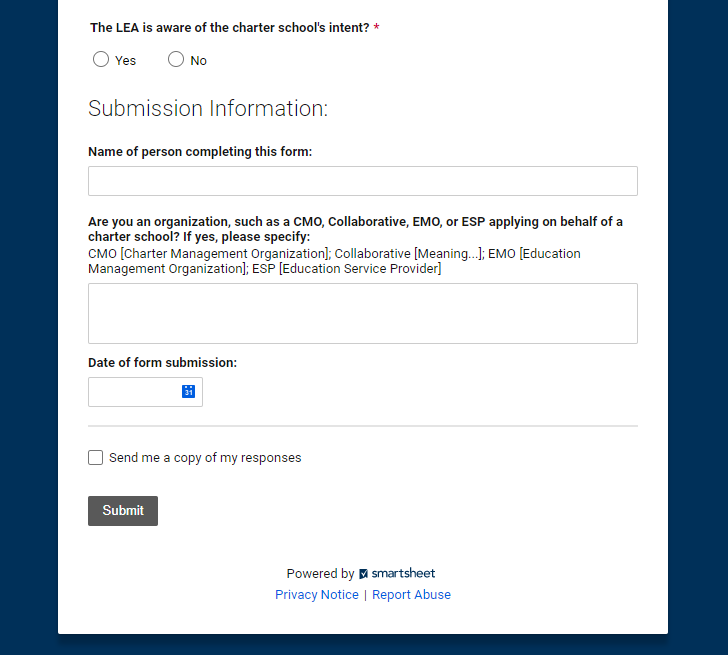 The LEA is aware of the charter school's intent? *
Yes No
Submission Information:
Name of person completing this form:
Are you an organization, such as a CMO, Collaborative, EMO, or ESP applying on behalf of a
charter school? If yes, please specify:
CMO [Charter Management Organization]; Collaborative [Meaning...]; EMO [Education
Management Organization]; ESP [Education Service Provider]
Date of form submission:
31
Send me a copy of my responses
Submit
Powered by smartsheet
Privacy Notice | Report Abuse